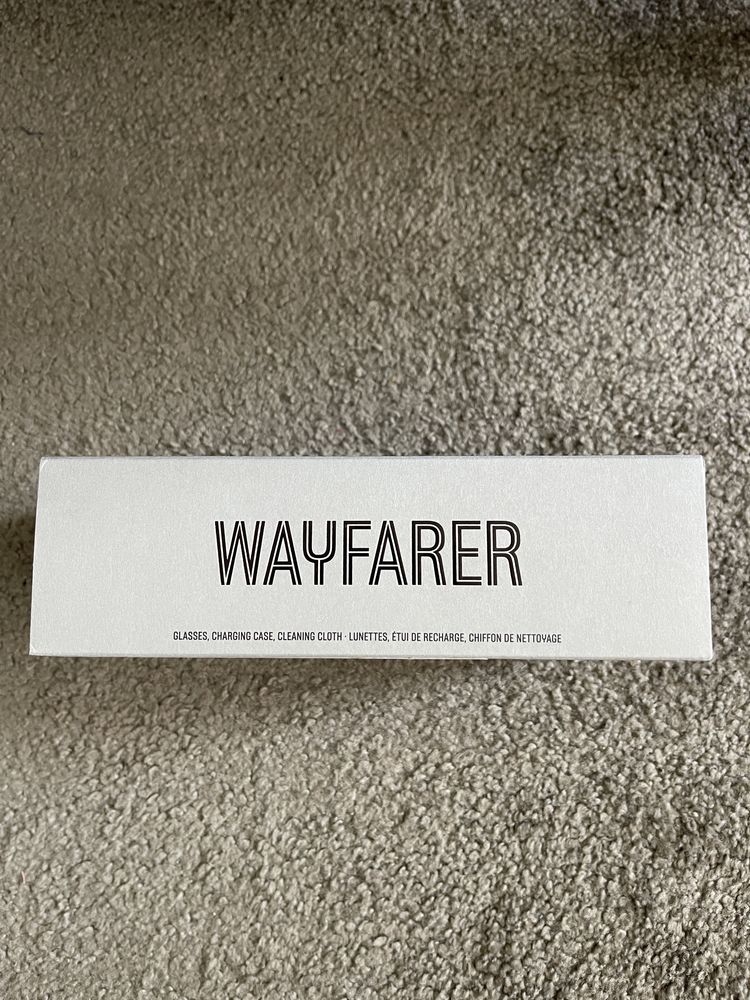 WAYFARER
GLASSES, CHARGING CASE, CLEANING CLOTH · LUNETTES, ÉTUI DE RECHARGE, CHIFFON DE NETTOYAGE